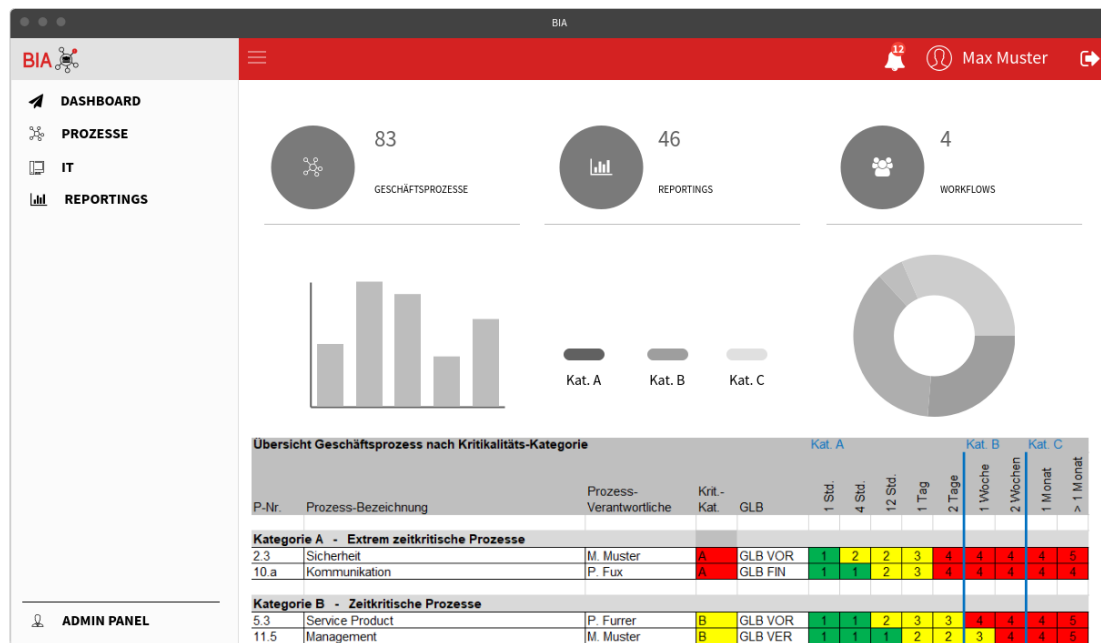 BIA
BIA
12
Max Muster
DASHBOARD
PROZESSE
IT
REPORTINGS
83
GESCHÄFTSPROZESSE
46
REPORTINGS
4
WORKFLOWS
Kat. A Kat. B Kat. C
Übersicht Geschäftsprozess nach Kritikalitäts-Kategorie Kat. A Kat. B Kat. C
P-Nr. Prozess-Bezeichnung Prozess-Verantwortliche Krit.-Kat. GLB 1 Std. 4 Std. 12 Std. 1 Tag 2 Tage 1 Woche 2 Wochen 1 Monat > 1 Monat
Kategorie A - Extrem zeitkritische Prozesse
2.3 Sicherheit M. Muster A GLB VOR 1 2 2 3 4 4 4 4 5
10.a Kommunikation P. Fux A GLB FIN 1 1 2 3 4 4 4 4 4
Kategorie B - Zeitkritische Prozesse
5.3 Service Product P. Furrer B GLB VOR 1 1 2 3 3 4 4 4 5
11.5 Management M. Muster B GLB VER 1 1 1 2 2 3 4 4 5
ADMIN PANEL